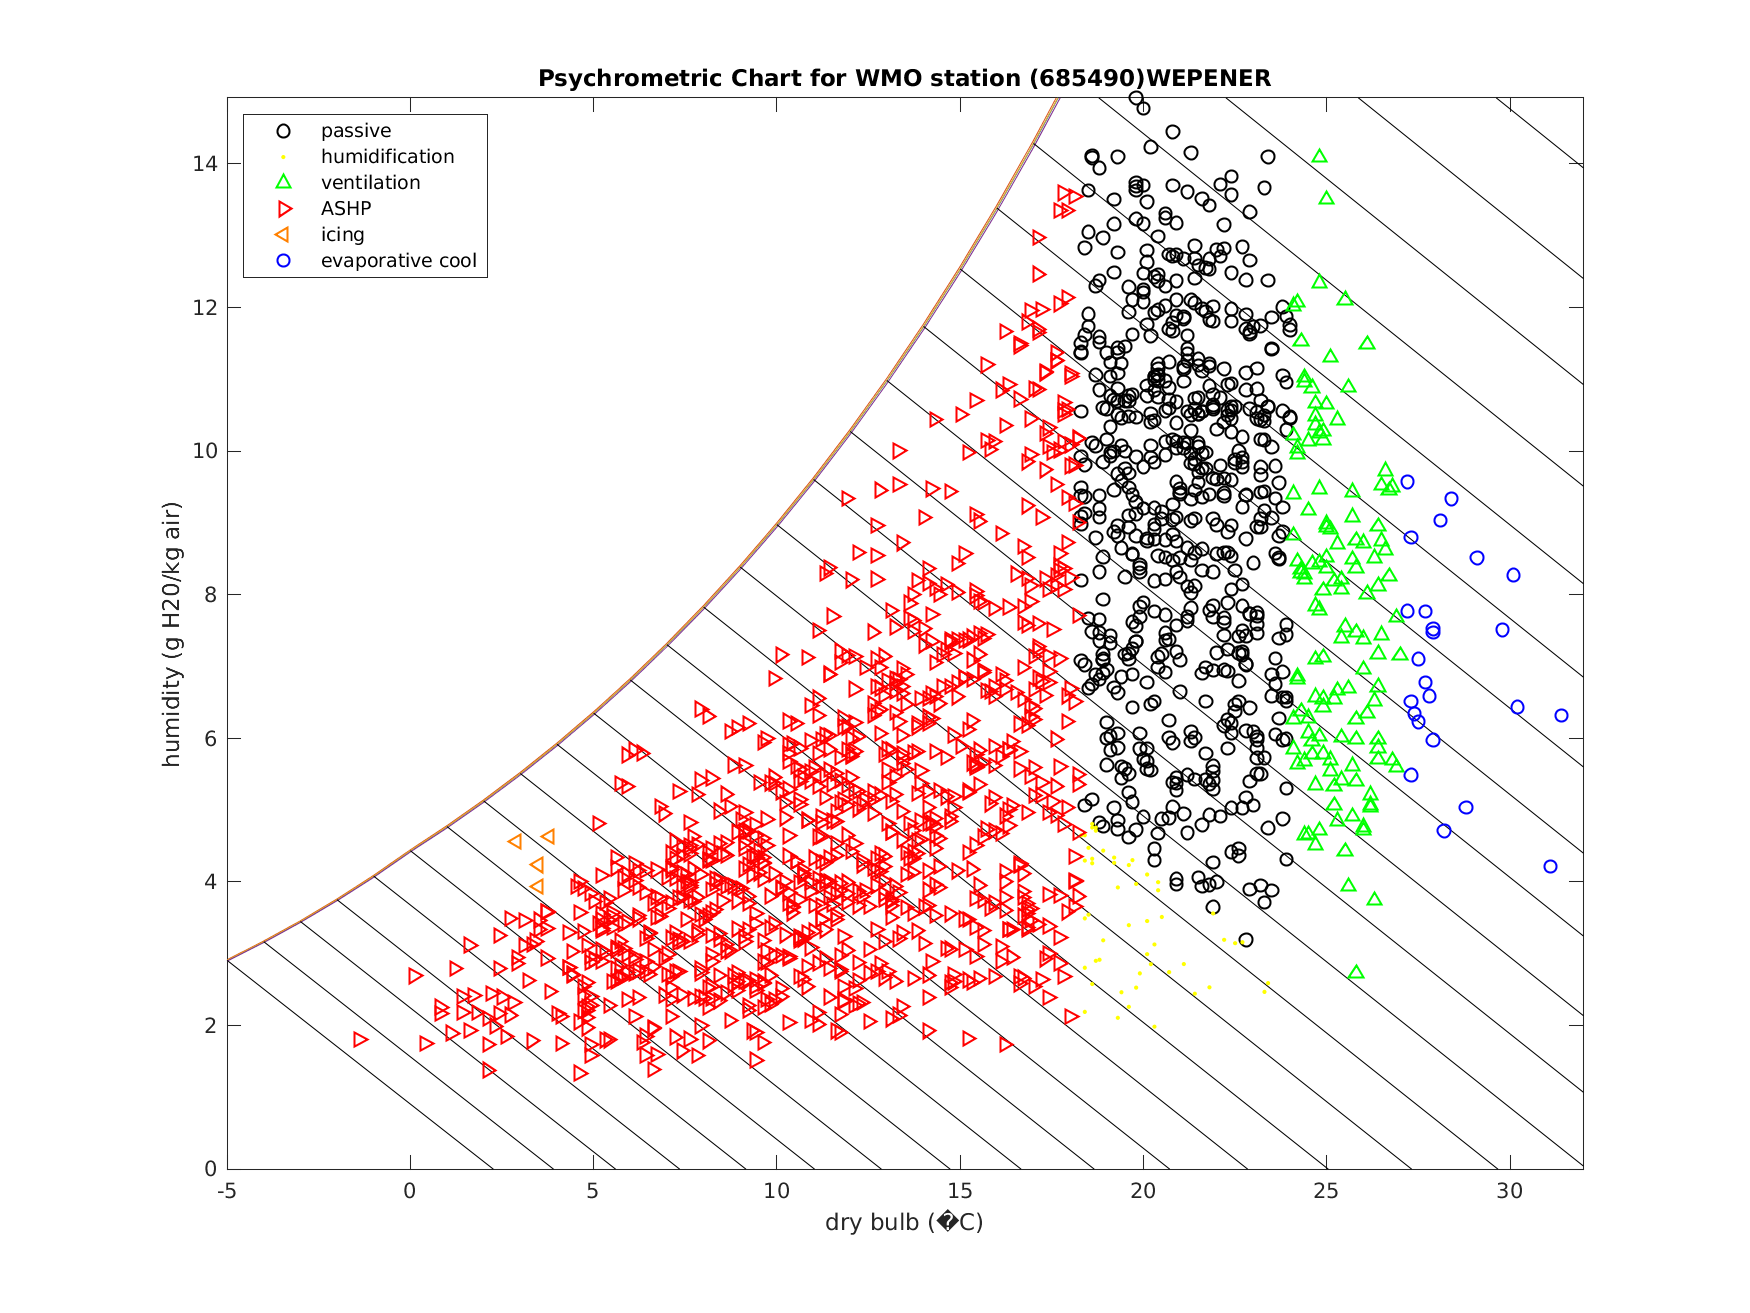 Psychrometric Chart for WMO station (685490)WEPENER
passive
humidification
ventilation
ASHP
icing
evaporative cool
humidity (g H20/kg air)
14
12
10
8
6
4
2
0
-5 0 5 10 15 20 25 30
dry bulb (�C)